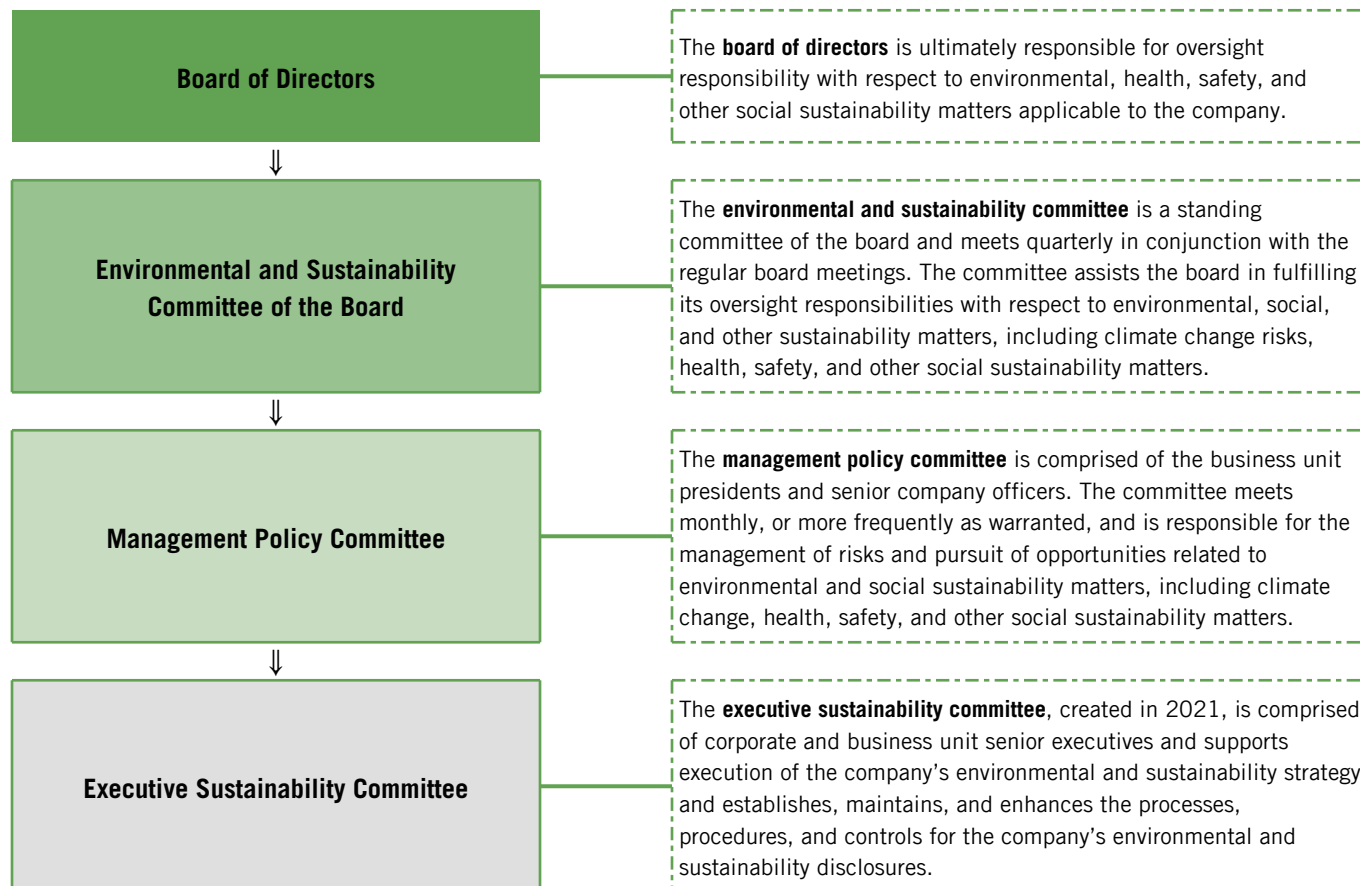 Board of Directors
The board of directors is ultimately responsible for oversight
responsibility with respect to environmental, health, safety, and
other social sustainability matters applicable to the company.
⇓
Environmental and Sustainability
Committee of the Board
The environmental and sustainability committee is a standing
committee of the board and meets quarterly in conjunction with the
regular board meetings. The committee assists the board in fulfilling
its oversight responsibilities with respect to environmental, social,
and other sustainability matters, including climate change risks,
health, safety, and other social sustainability matters.
⇓
Management Policy Committee
The management policy committee is comprised of the business unit
presidents and senior company officers. The committee meets
monthly, or more frequently as warranted, and is responsible for the
management of risks and pursuit of opportunities related to
environmental and social sustainability matters, including climate
change, health, safety, and other social sustainability matters.
⇓
Executive Sustainability Committee
The executive sustainability committee, created in 2021, is comprised
of corporate and business unit senior executives and supports
execution of the company’s environmental and sustainability strategy
and establishes, maintains, and enhances the processes,
procedures, and controls for the company’s environmental and
sustainability disclosures.